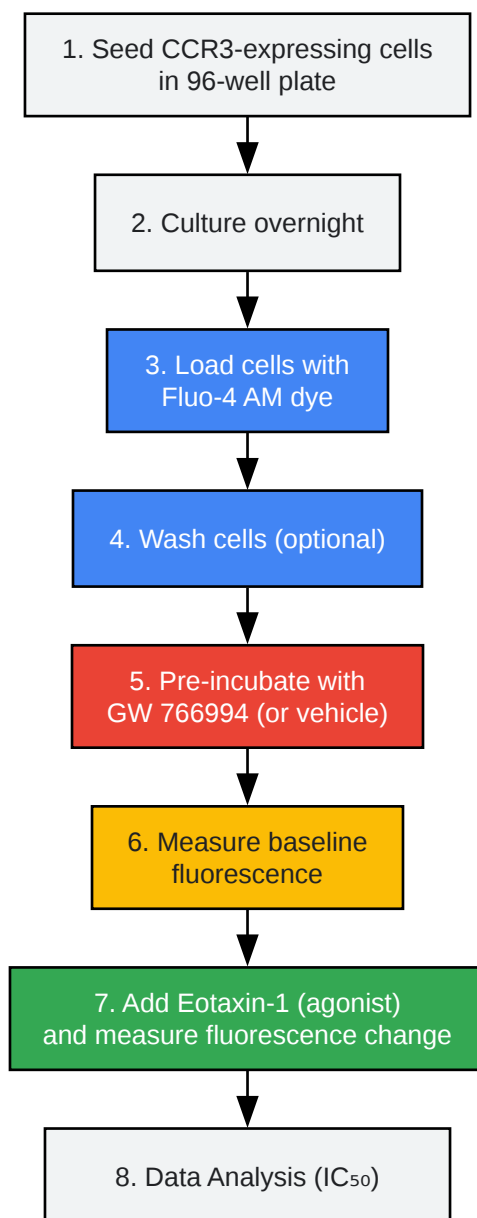 1. Seed CCR3-expressing cells
in 96-well plate
2. Culture overnight
3. Load cells with
Fluo-4 AM dye
4. Wash cells (optional)
5. Pre-incubate with
GW 766994 (or vehicle)
6. Measure baseline
fluorescence
7. Add Eotaxin-1 (agonist)
and measure fluorescence change
8. Data Analysis (IC₅₀)